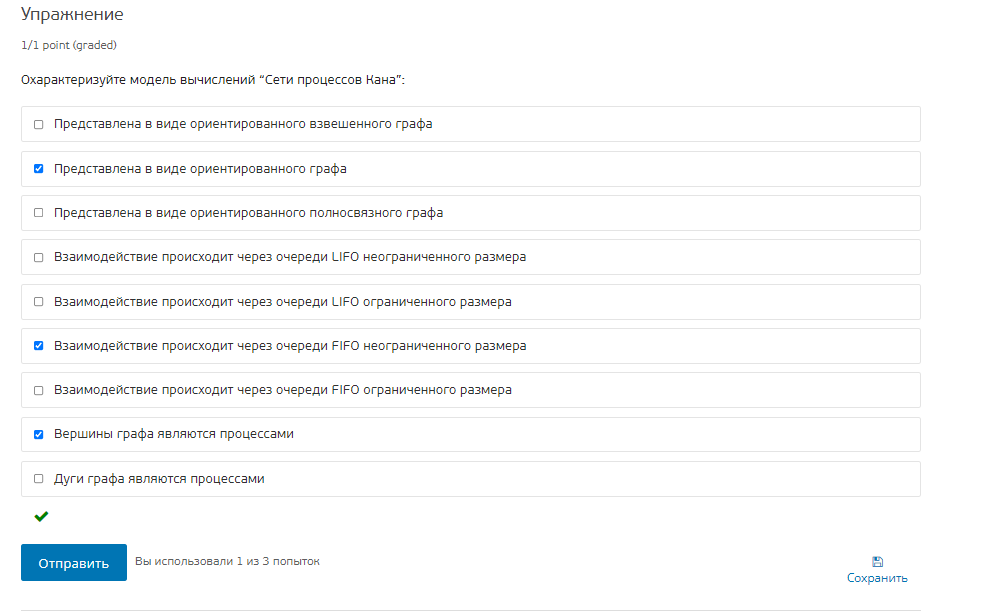 Упражнение
1/1 point (graded)
Охарактеризуйте модель вычислений “Сети процессов Кана”:
Представлена в виде ориентированного взвешенного графа
Представлена в виде ориентированного графа
Представлена в виде ориентированного полносвязного графа
Взаимодействие происходит через очереди LIFO неограниченного размера
Взаимодействие происходит через очереди LIFO ограниченного размера
Взаимодействие происходит через очереди FIFO неограниченного размера
Взаимодействие происходит через очереди FIFO ограниченного размера
Вершины графа являются процессами
Дуги графа являются процессами
Отправить
Вы использовали 1 из 3 попыток
Сохранить